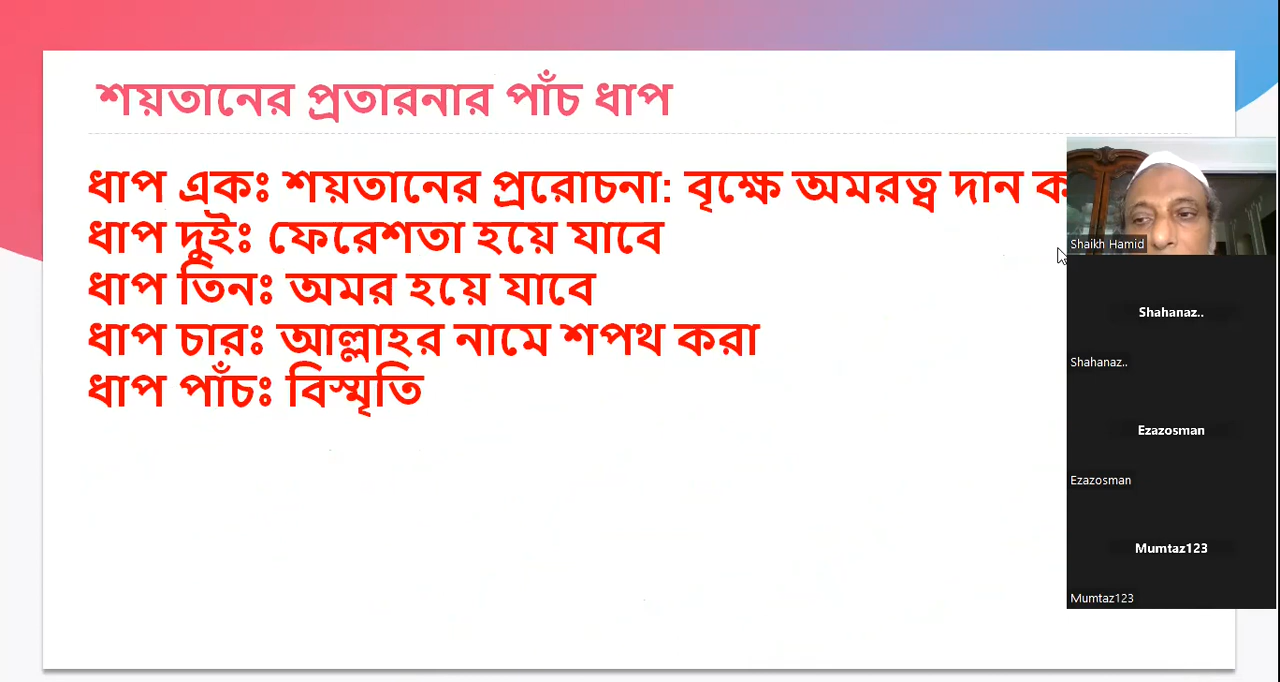 শয়তানের প্রতারনার পাঁচ ধাপ
ধাপ একঃ শয়তানের প্ররোচনা: বৃক্ষে অমরত্ব দান
ধাপ দুইঃ ফেরেশতা হয়ে যাবে
ধাপ তিনঃ অমর হয়ে যাবে
ধাপ চারঃ আল্লাহর নামে শপথ করা
ধাপ পাঁচঃ বিস্মৃতি
Shaikh Hamid
Shahanaz..
Shahanaz..
Ezazosman
Ezazosman
Mumtaz123
Mumtaz123